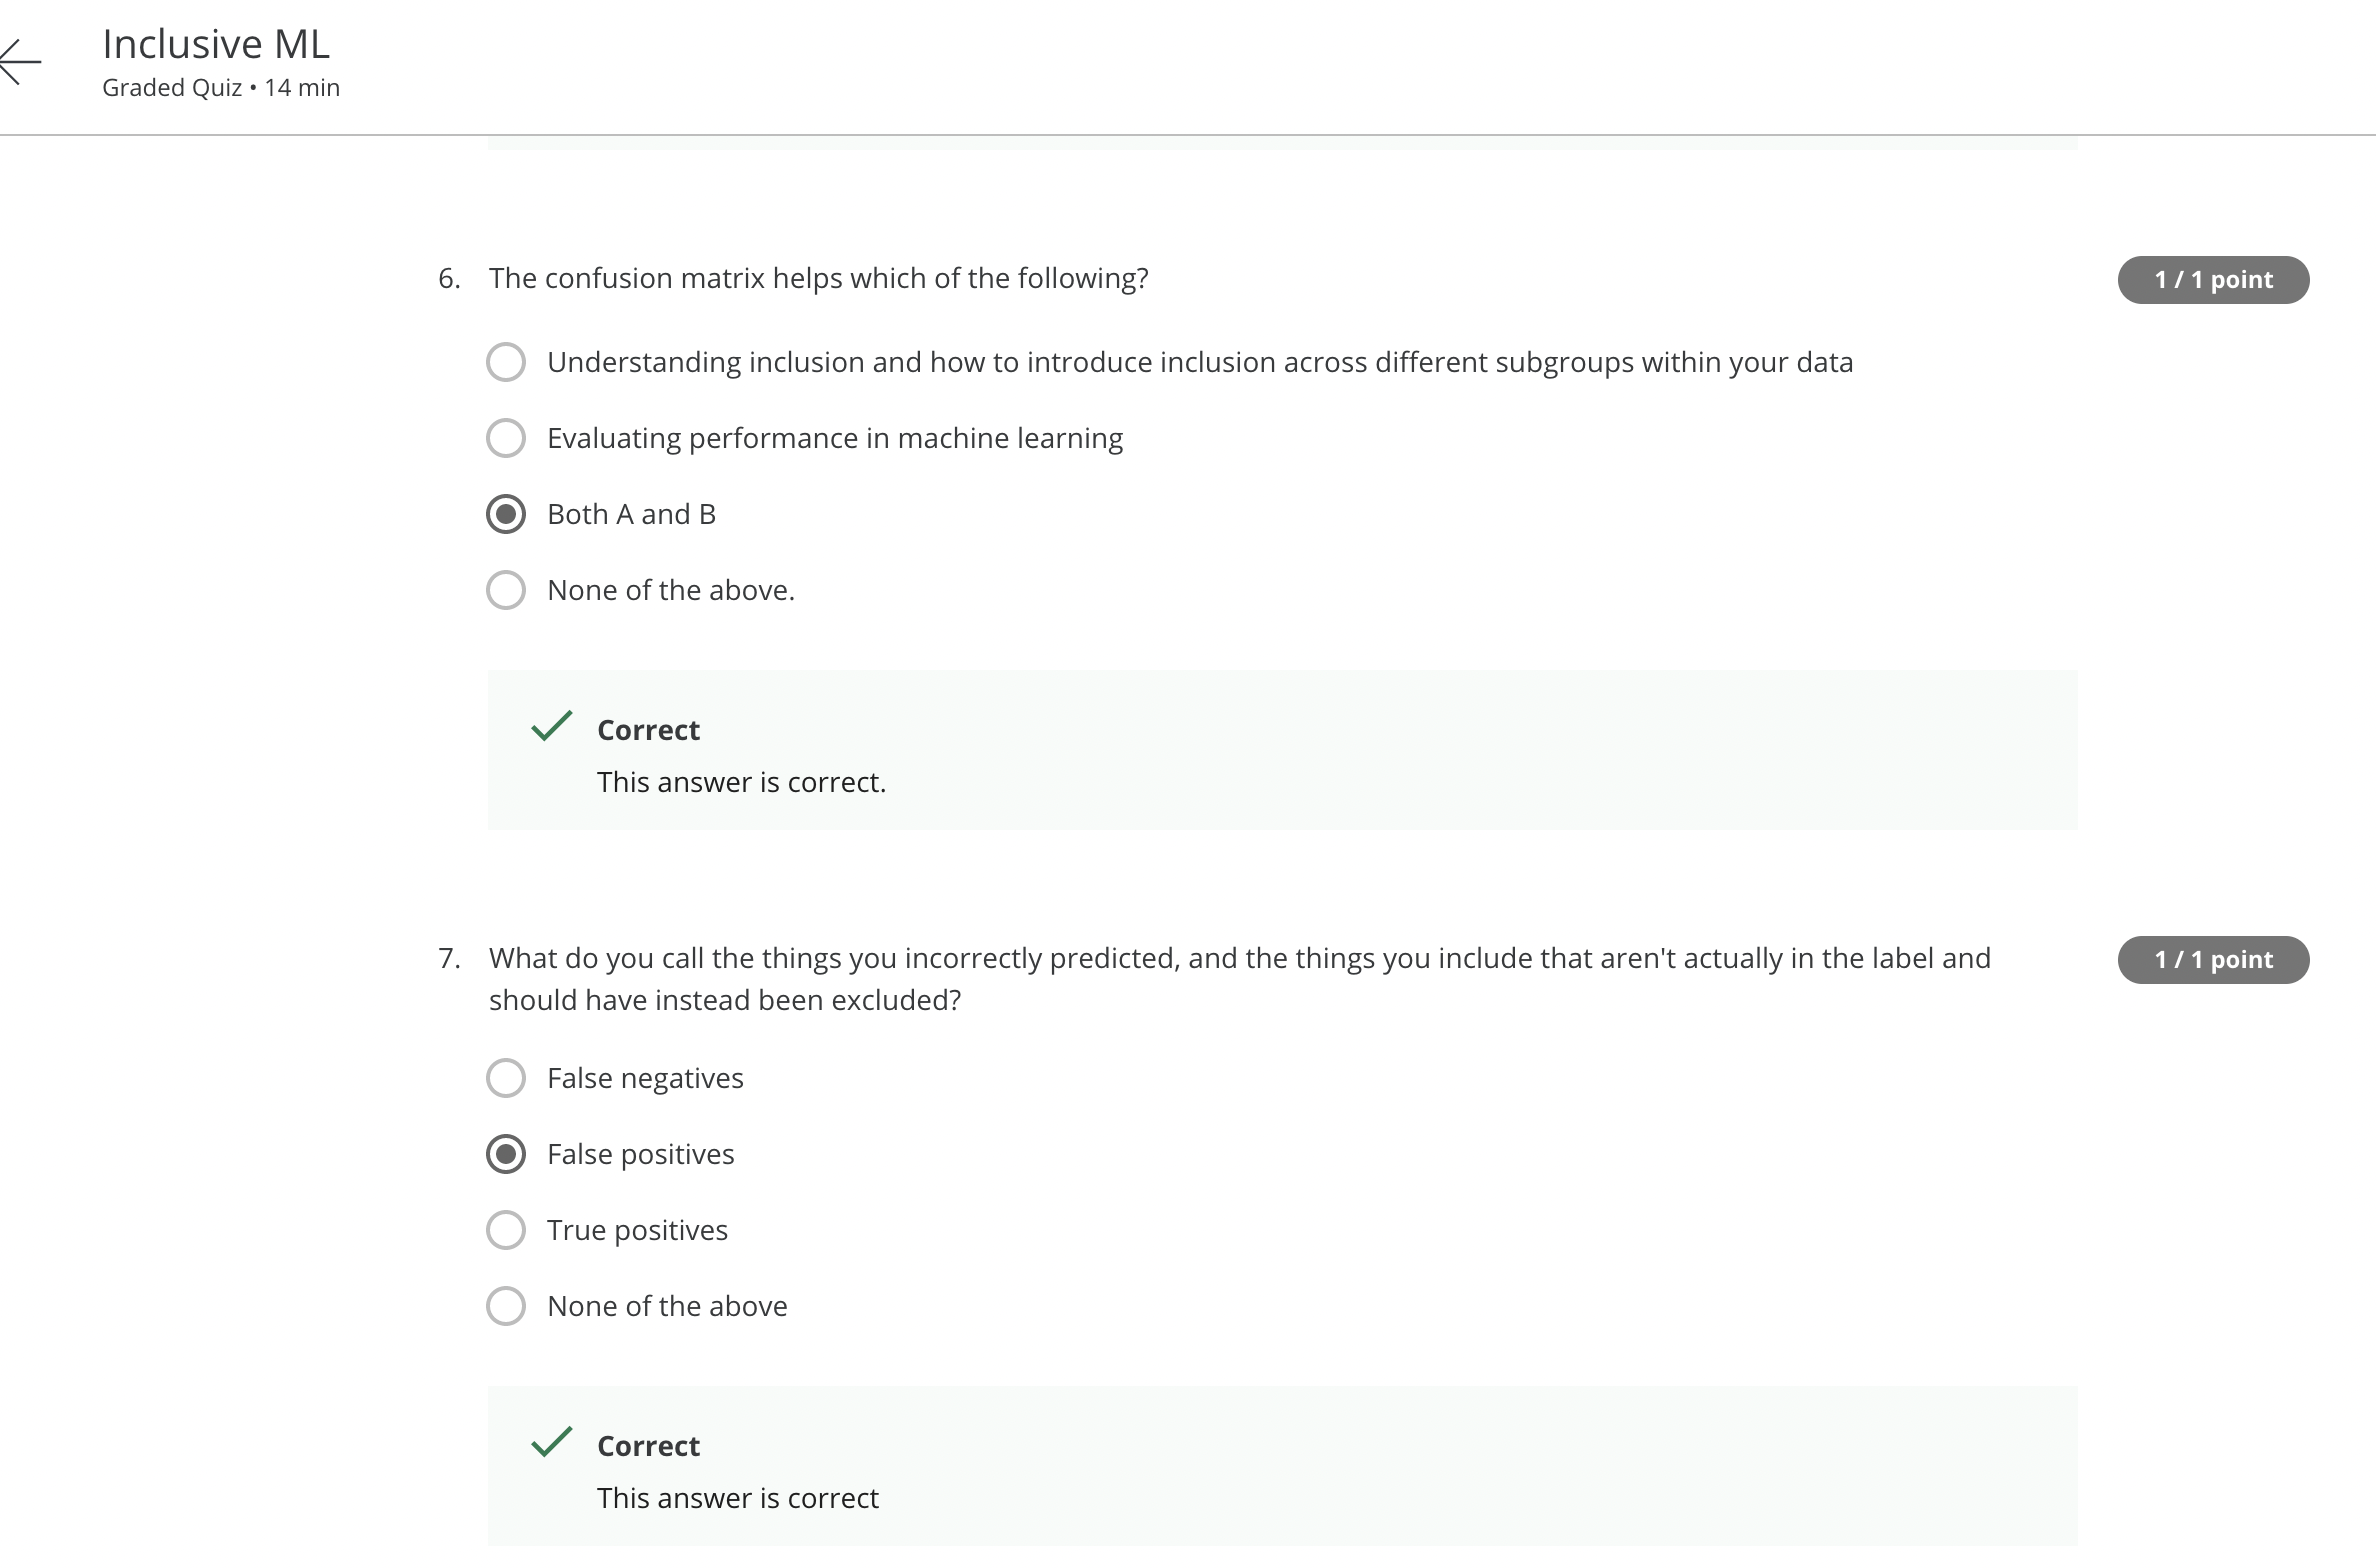 Inclusive ML
Graded Quiz • 14 min
6. The confusion matrix helps which of the following?
1 / 1 point
Understanding inclusion and how to introduce inclusion across different subgroups within your data
Evaluating performance in machine learning
Both A and B
None of the above.
Correct
This answer is correct.
7. What do you call the things you incorrectly predicted, and the things you include that aren't actually in the label and
should have instead been excluded?
1 / 1 point
False negatives
False positives
True positives
None of the above
Correct
This answer is correct